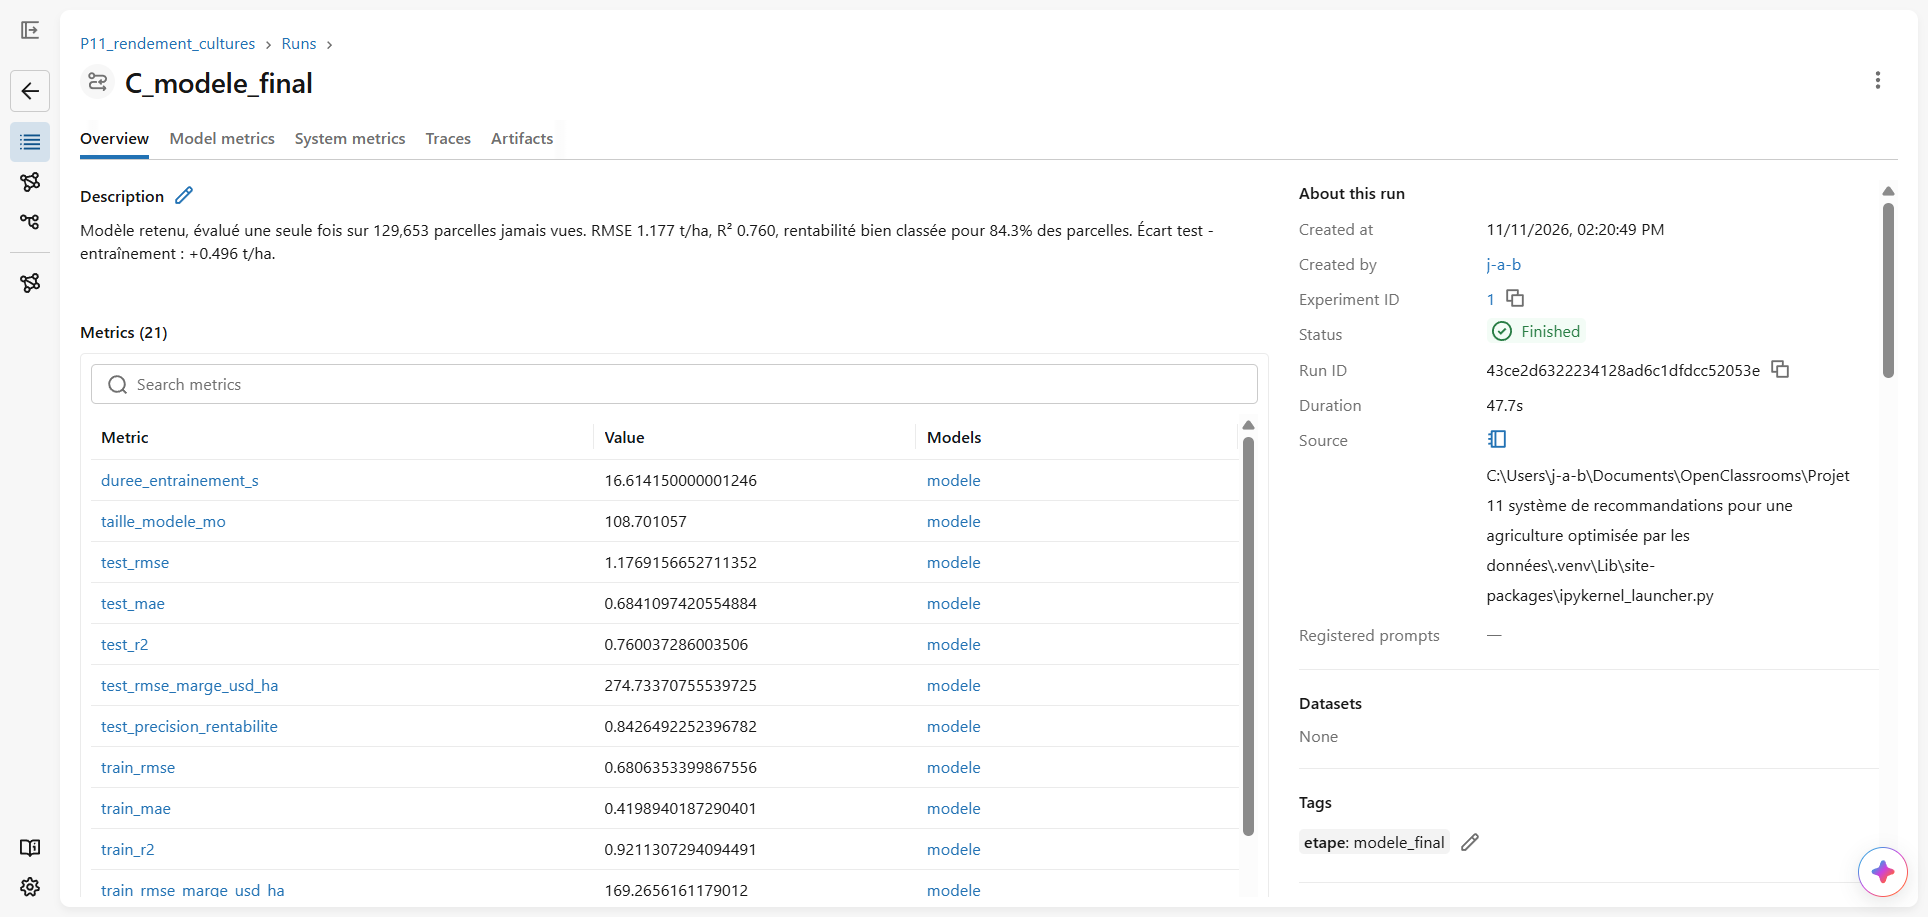 P11_rendement_cultures > Runs >
C_modele_final
Overview Model metrics System metrics Traces Artifacts
Description
Modèle retenu, évalué une seule fois sur 129,653 parcelles jamais vues. RMSE 1.177 t/ha, R² 0.760, rentabilité bien classée pour 84.3% des parcelles. Écart test -
entraînement : +0.496 t/ha.
Metrics (21)
Search metrics
Metric Value Models
duree_entrainement_s 16.614150000001246 modele
taille_modele_mo 108.701057 modele
test_rmse 1.1769156652711352 modele
test_mae 0.6841097420554884 modele
test_r2 0.760037286003506 modele
test_rmse_marge_usd_ha 274.73370755539725 modele
test_precision_rentabilite 0.8426492252396782 modele
train_rmse 0.6806353399867556 modele
train_mae 0.4198940187290401 modele
train_r2 0.9211307294094491 modele
train_rmse_marge_usd_ha 169.2656161179012 modele
About this run
Created at 11/11/2026, 02:20:49 PM
Created by j-a-b
Experiment ID 1
Status Finished
Run ID 43ce2d6322234128ad6c1dfdcc52053e
Duration 47.7s
Source
C:\Users\j-a-b\Documents\OpenClassrooms\Projet
11 système de recommandations pour une
agriculture optimisée par les
données\.venv\Lib\site-
packages\ipykernel_launcher.py
Registered prompts —
Datasets
None
Tags
etape: modele_final